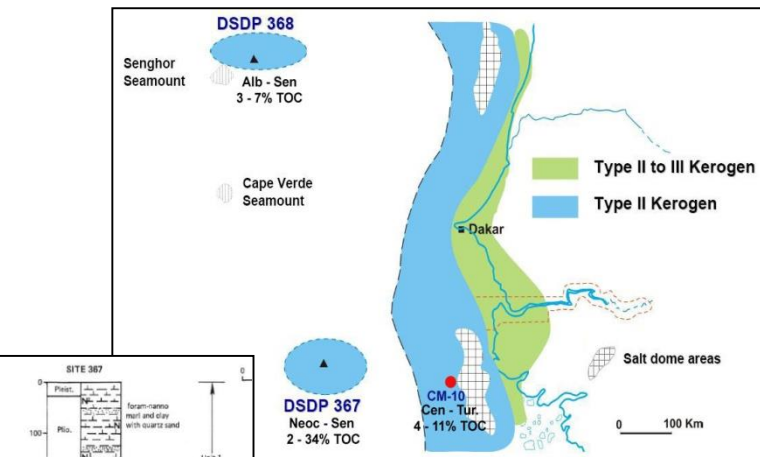 DSDP 368
Senghor
Seamount
Alb - Sen
3 - 7% TOC
Type II to III Kerogen
Cape Verde
Seamount
Type II Kerogen
Dakar
Salt dome areas
DSDP 367
Neoc - Sen
2 - 34% TOC
CM-10
Cen - Tur.
4 - 11% TOC
0 100 Km
SITE 367
0
Pleist.
foram-nanno
marl and clay
with quartz sand
100
Plio.
0